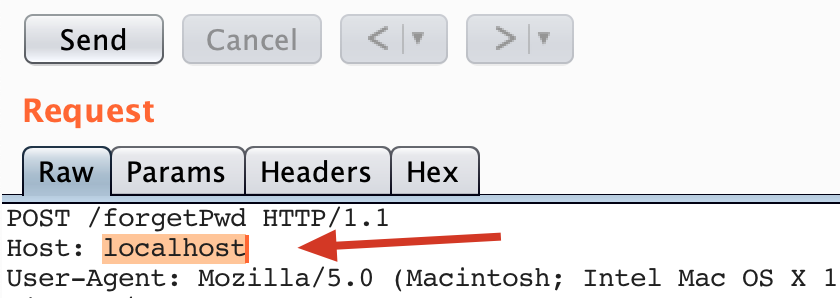 Send Cancel < ▼ > ▼
Request
Raw Params Headers Hex
POST /forgetPwd HTTP/1.1
Host: localhost
User-Agent: Mozilla/5.0 (Macintosh; Intel Mac OS X 1